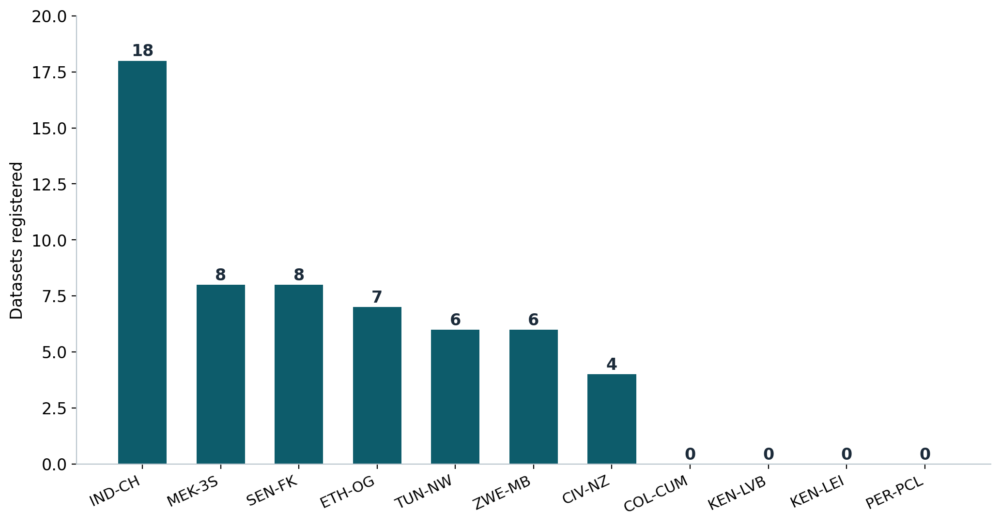 Datasets registered
20.0
17.5
15.0
12.5
10.0
7.5
5.0
2.5
0.0
18
8
8
7
6
6
4
0
0
0
0
IND-CH
MEK-3S
SEN-FK
ETH-OG
TUN-NW
ZWE-MB
CIV-NZ
COL-CUM
KEN-LVB
KEN-LEI
PER-PCL